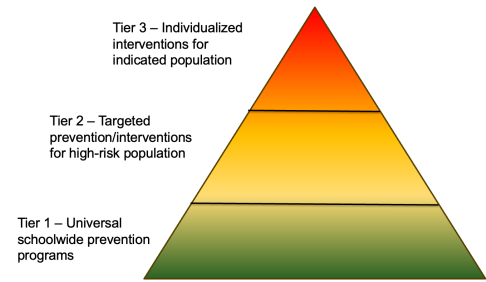 Tier 3 – Individualized
interventions for
indicated population
Tier 2 – Targeted
prevention/interventions
for high-risk population
Tier 1 – Universal
schoolwide prevention
programs